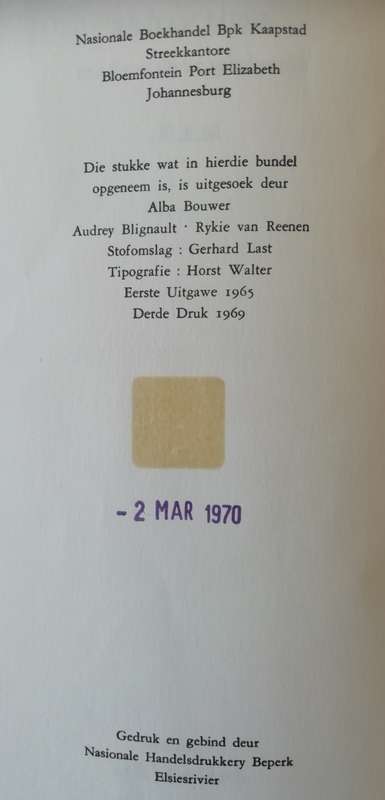 Nasionale Boekhandel Bpk Kaapstad
Streekkantore
Bloemfontein Port Elizabeth
Johannesburg
Die stukke wat in hierdie bundel
opgeneem is, is uitgesoek deur
Alba Bouwer
Audrey Blignault · Rykie van Reenen
Stofomslag : Gerhard Last
Tipografie : Horst Walter
Eerste Uitgawe 1965
Derde Druk 1969
- 2 MAR 1970
Gedruk en gebind deur
Nasionale Handelsdrukkery Beperk
Elsiesrivier